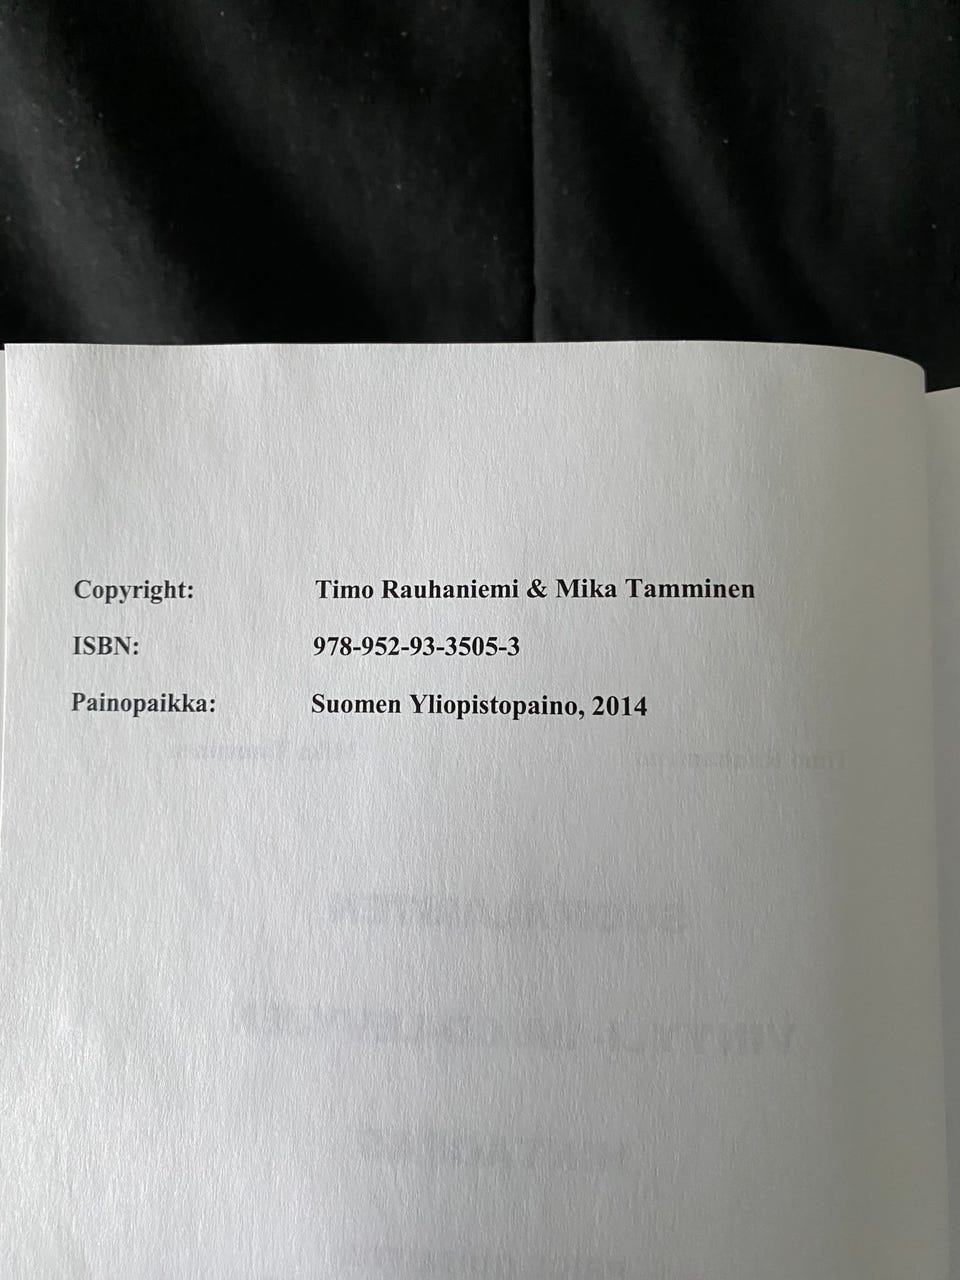 Copyright: Timo Rauhaniemi & Mika Tamminen
ISBN: 978-952-93-3505-3
Painopaikka: Suomen Yliopistopaino, 2014